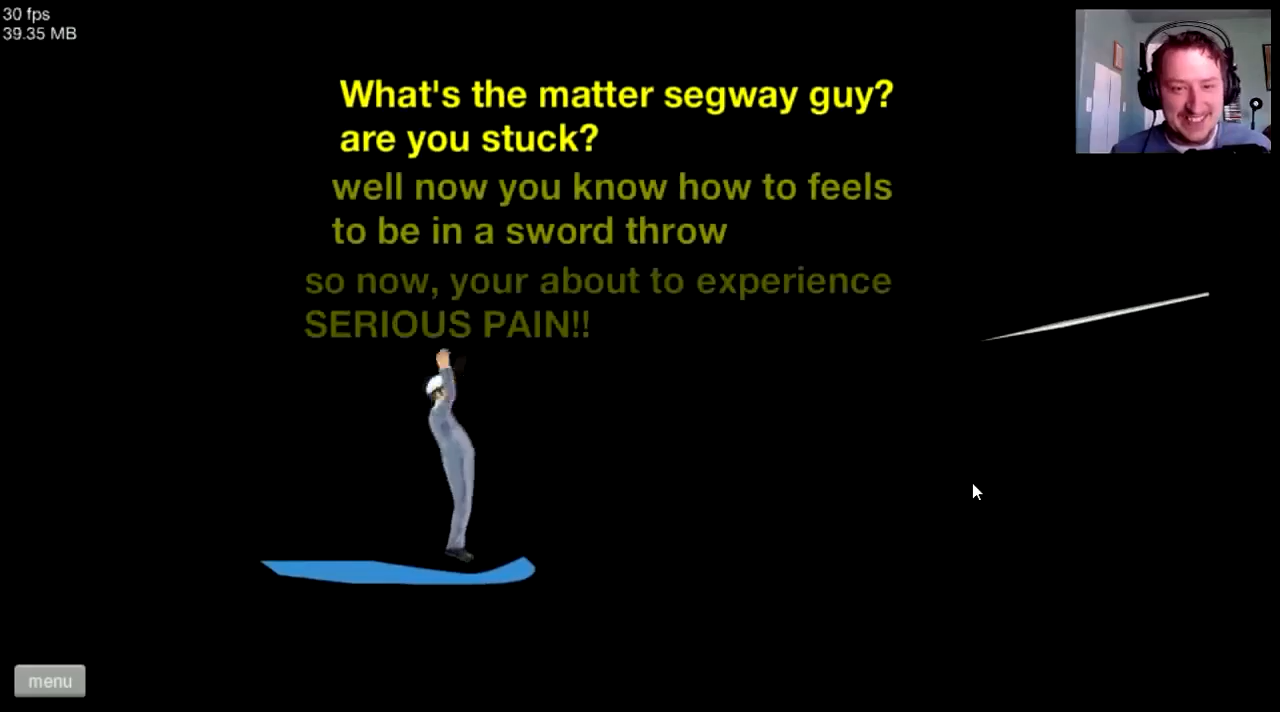 30 fps
39.35 MB
What's the matter segway guy?
are you stuck?
well now you know how to feels
to be in a sword throw
so now, your about to experience
SERIOUS PAIN!!
menu